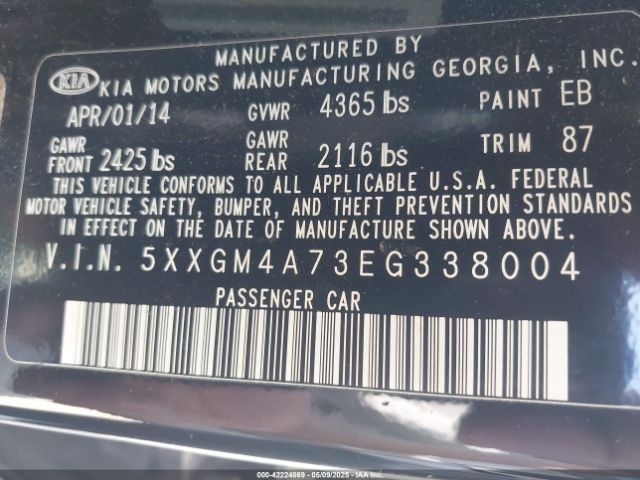 MANUFACTURED BY
KIA KIA MOTORS MANUFACTURING GEORGIA, INC.
APR/01/14 GVWR 4365 lbs PAINT EB
GAWR FRONT 2425 lbs GAWR REAR 2116 lbs TRIM 87
THIS VEHICLE CONFORMS TO ALL APPLICABLE U.S.A. FEDERAL
MOTOR VEHICLE SAFETY, BUMPER, AND THEFT PREVENTION STANDARDS
IN EFFECT ON THE DATE OF MANUFACTURE SHOWN ABOVE.
V.I.N. 5XXGM4A73EG338004
PASSENGER CAR
000-42224869 - 05/09/2025 - IAA Inc.